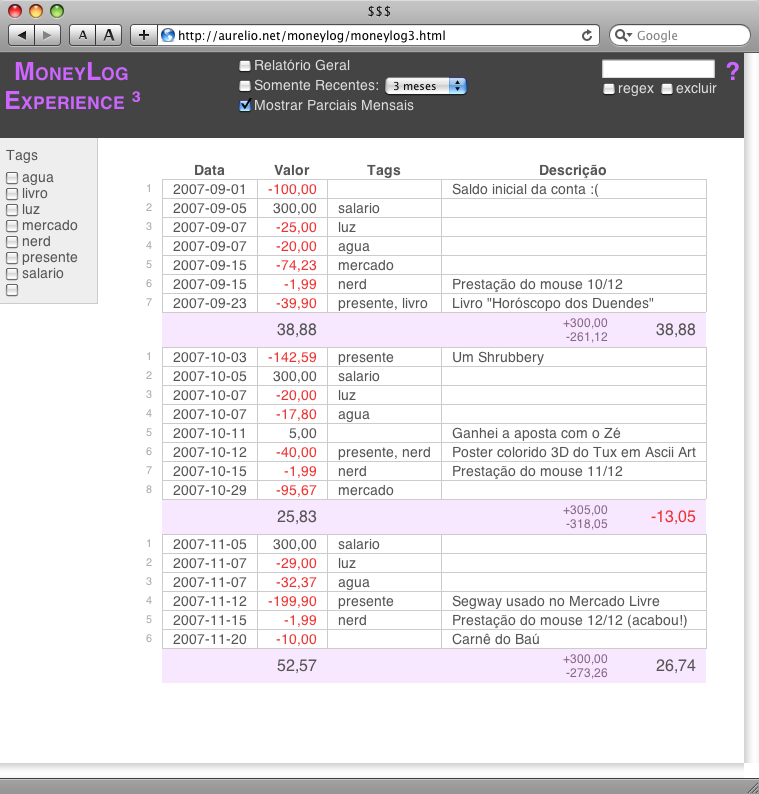 $$$
A A + http://aurelio.net/moneylog/moneylog3.html Google
MoneyLog
Experience 3
Relatório Geral
Somente Recentes: 3 meses
Mostrar Parciais Mensais
?
regex excluir
Tags
agua
livro
luz
mercado
nerd
presente
salario
Data Valor Tags Descrição
1 2007-09-01 -100,00 Saldo inicial da conta :(
2 2007-09-05 300,00 salario
3 2007-09-07 -25,00 luz
4 2007-09-07 -20,00 agua
5 2007-09-15 -74,23 mercado
6 2007-09-15 -1,99 nerd Prestação do mouse 10/12
7 2007-09-23 -39,90 presente, livro Livro "Horóscopo dos Duendes"
38,88 +300,00 38,88
-261,12
1 2007-10-03 -142,59 presente Um Shrubbery
2 2007-10-05 300,00 salario
3 2007-10-07 -20,00 luz
4 2007-10-07 -17,80 agua
5 2007-10-11 5,00 Ganhei a aposta com o Zé
6 2007-10-12 -40,00 presente, nerd Poster colorido 3D do Tux em Ascii Art
7 2007-10-15 -1,99 nerd Prestação do mouse 11/12
8 2007-10-29 -95,67 mercado
25,83 +305,00 -13,05
-318,05
1 2007-11-05 300,00 salario
2 2007-11-07 -29,00 luz
3 2007-11-07 -32,37 agua
4 2007-11-12 -199,90 presente Segway usado no Mercado Livre
5 2007-11-15 -1,99 nerd Prestação do mouse 12/12 (acabou!)
6 2007-11-20 -10,00 Carnê do Baú
52,57 +300,00 26,74
-273,26